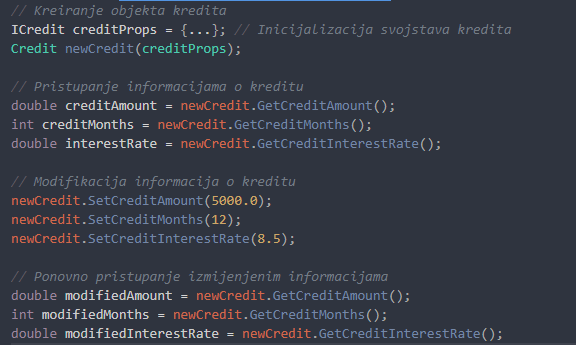 // Kreiranje objekta kredita
ICredit creditProps = {...}; // Inicijalizacija svojstava kredita
Credit newCredit(creditProps);
// Pristupanje informacijama o kreditu
double creditAmount = newCredit.GetCreditAmount();
int creditMonths = newCredit.GetCreditMonths();
double interestRate = newCredit.GetCreditInterestRate();
// Modifikacija informacija o kreditu
newCredit.SetCreditAmount(5000.0);
newCredit.SetCreditMonths(12);
newCredit.SetCreditInterestRate(8.5);
// Ponovno pristupanje izmijenjenim informacijama
double modifiedAmount = newCredit.GetCreditAmount();
int modifiedMonths = newCredit.GetCreditMonths();
double modifiedInterestRate = newCredit.GetCreditInterestRate();